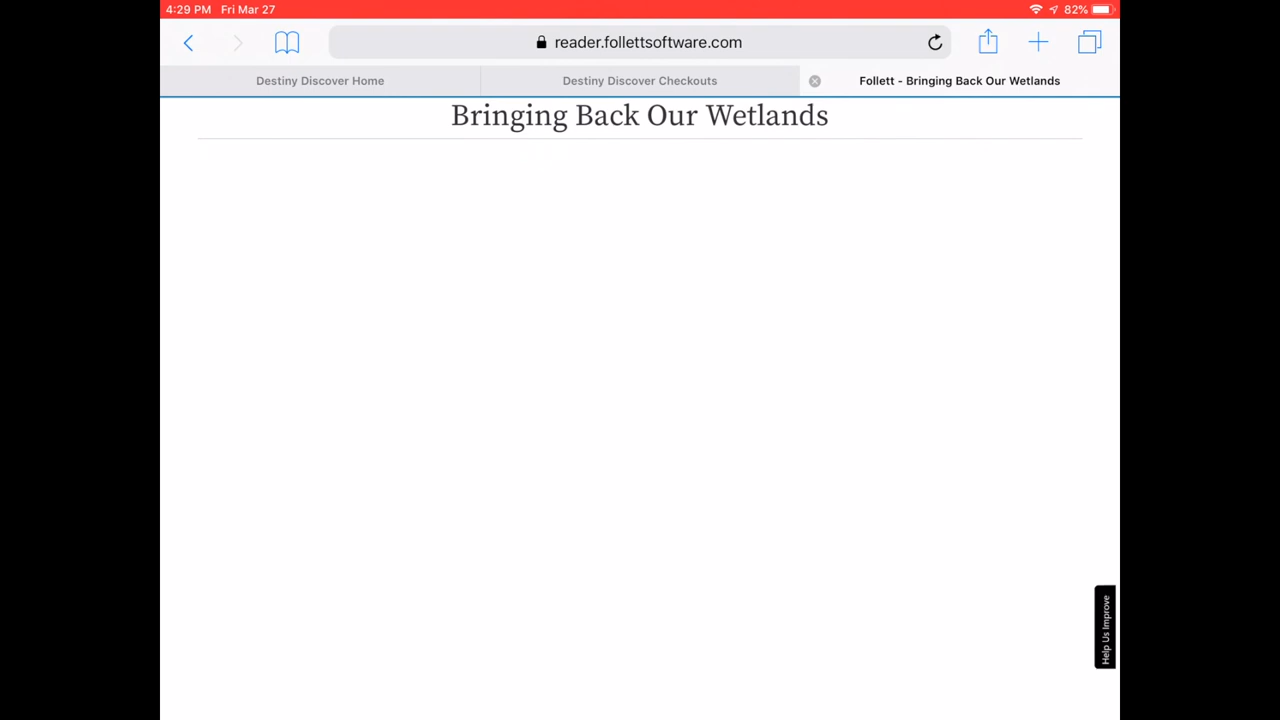 4:29 PM Fri Mar 27 82%
reader.follettsoftware.com
Destiny Discover Home Destiny Discover Checkouts Follett - Bringing Back Our Wetlands
Bringing Back Our Wetlands
Help Us Improve